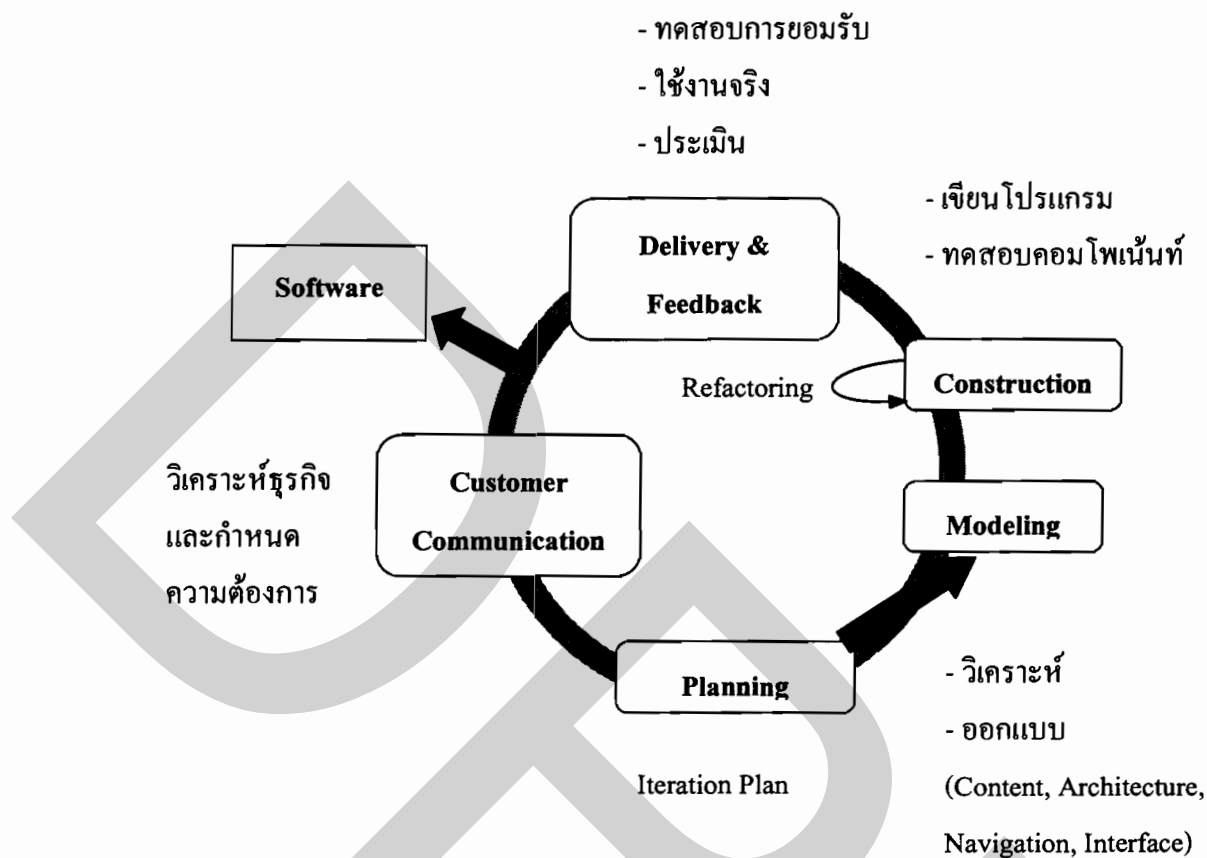 - ทดสอบการยอมรับ
- ใช้งานจริง
- ประเมิน
- เขียนโปรแกรม
- ทดสอบคอมโพเน้นท์
Delivery &
Feedback
Software
Refactoring
Construction
วิเคราะห์ธุรกิจ
และกำหนด
ความต้องการ
Customer
Communication
Modeling
Planning
Iteration Plan
- วิเคราะห์
- ออกแบบ
(Content, Architecture,
Navigation, Interface)